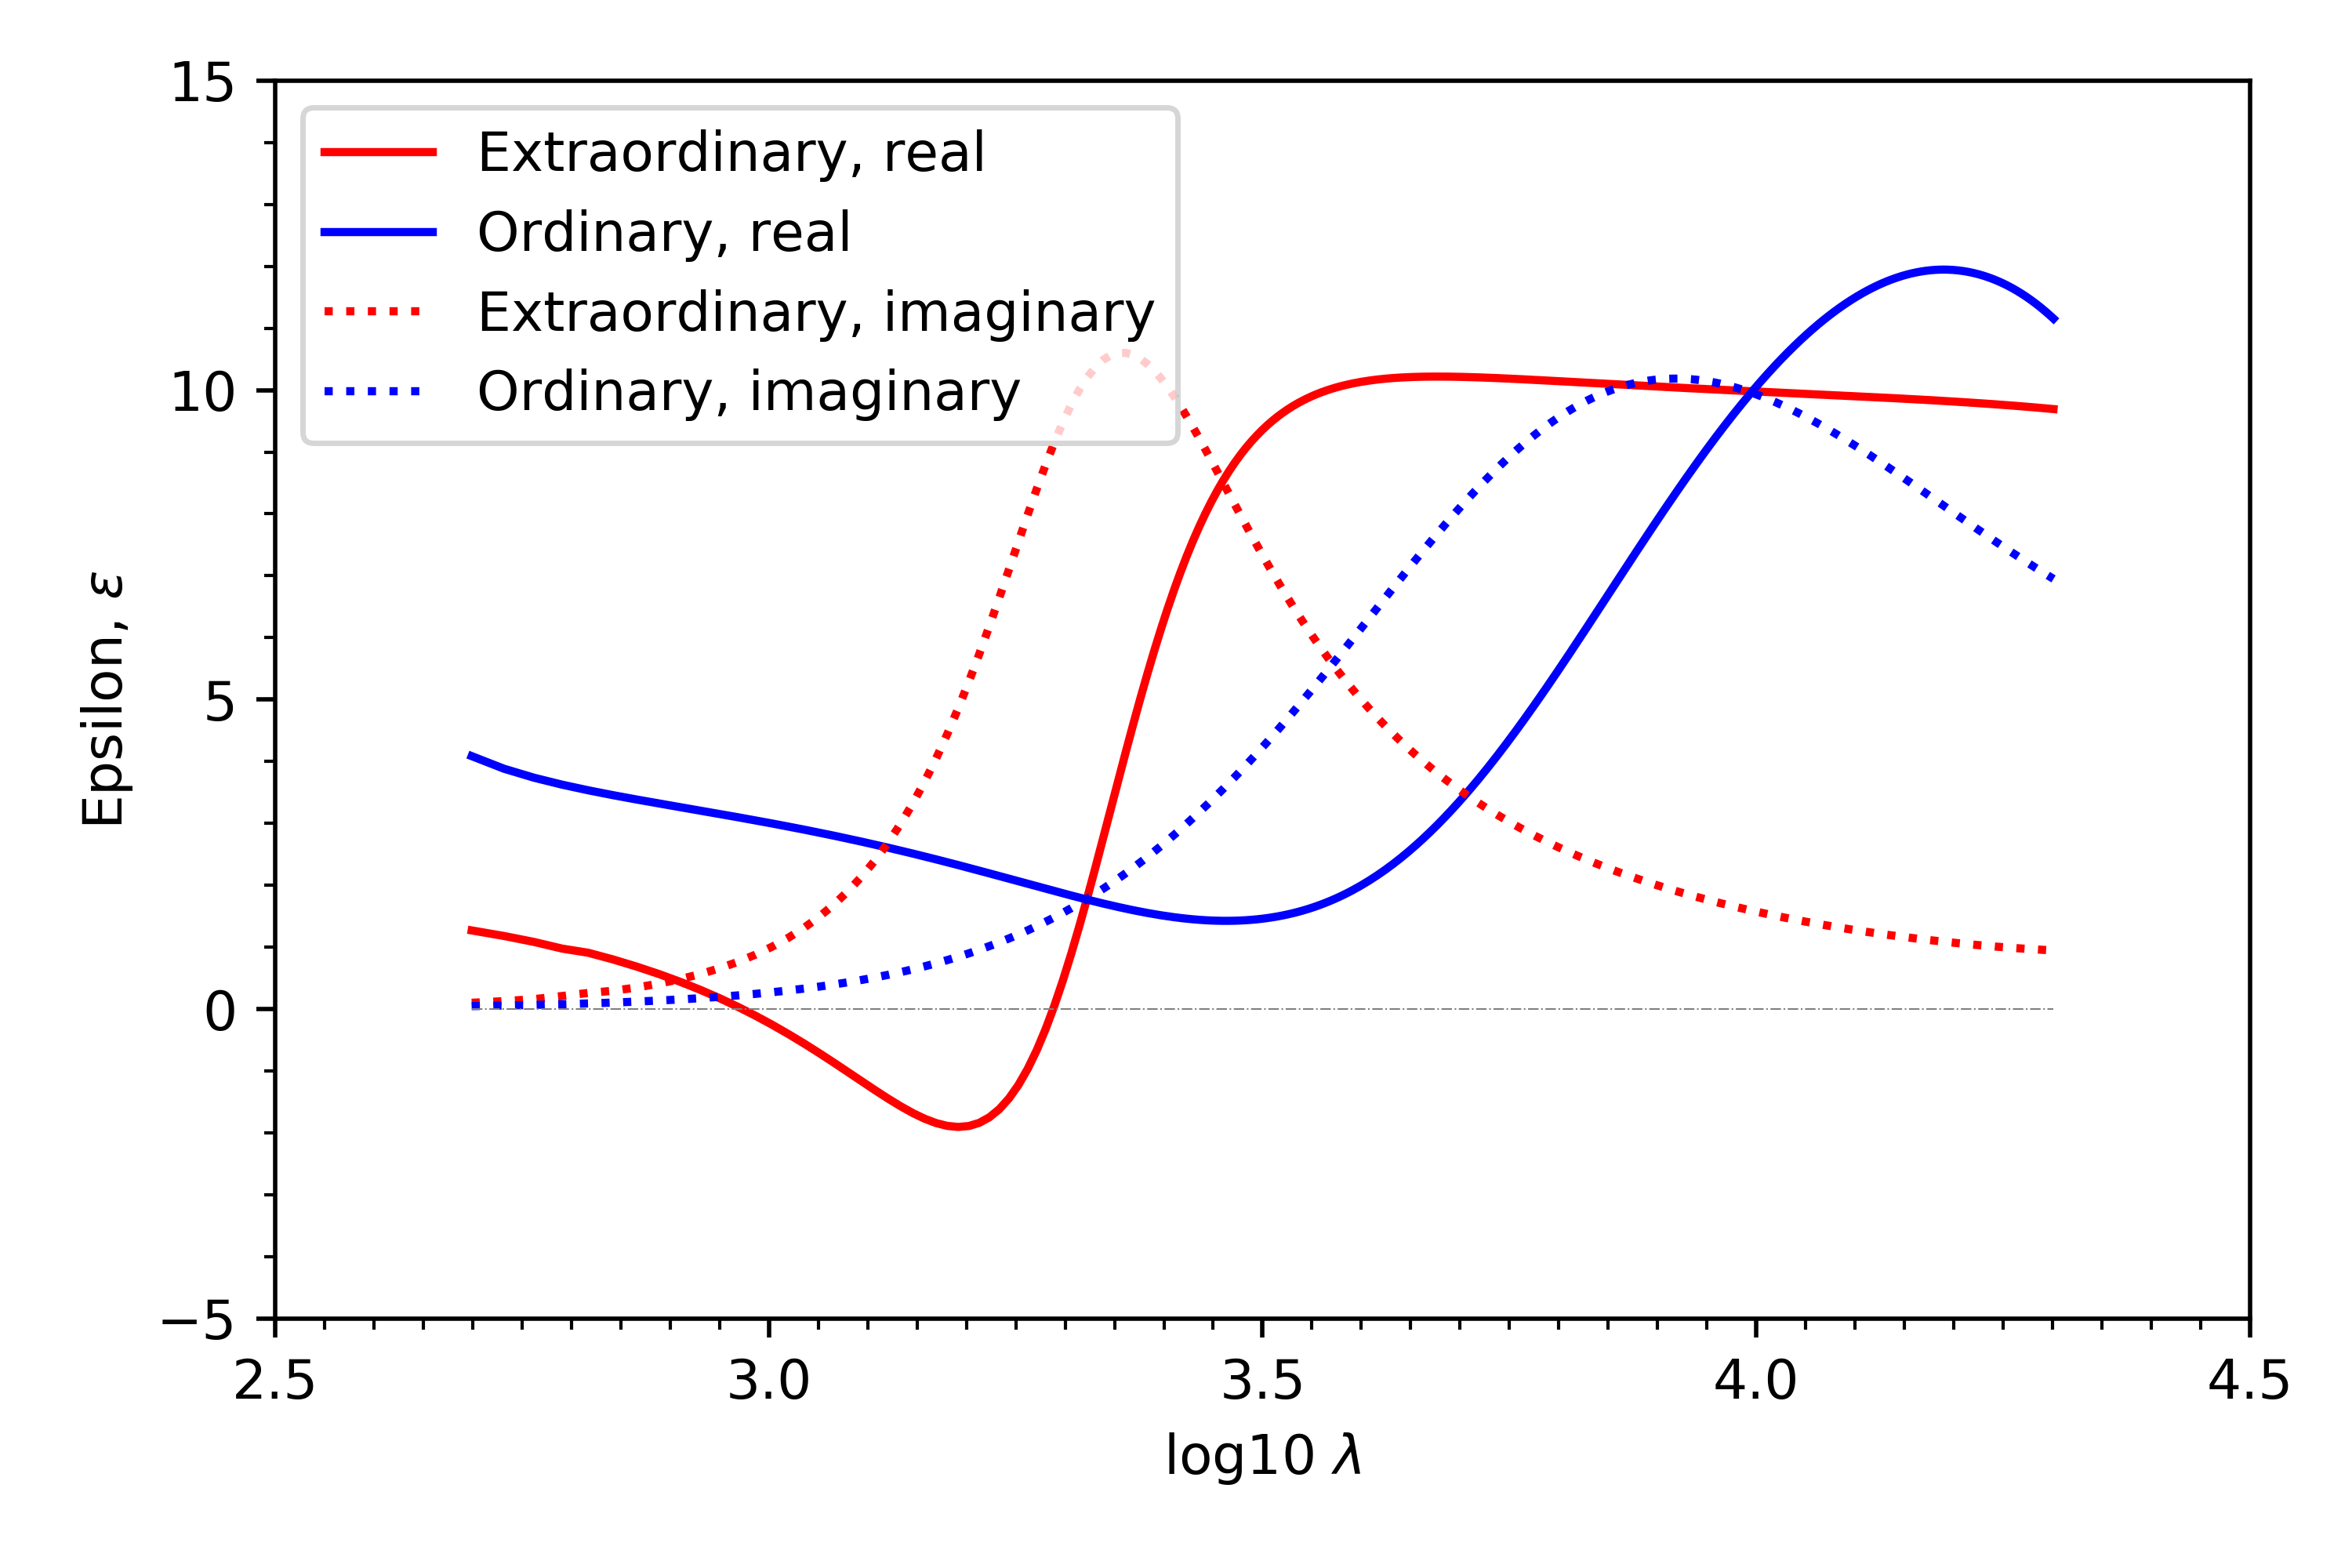 15
10
5
0
−5
Epsilon, ε
Extraordinary, real
Ordinary, real
Extraordinary, imaginary
Ordinary, imaginary
2.5 3.0 3.5 4.0 4.5
log10 λ